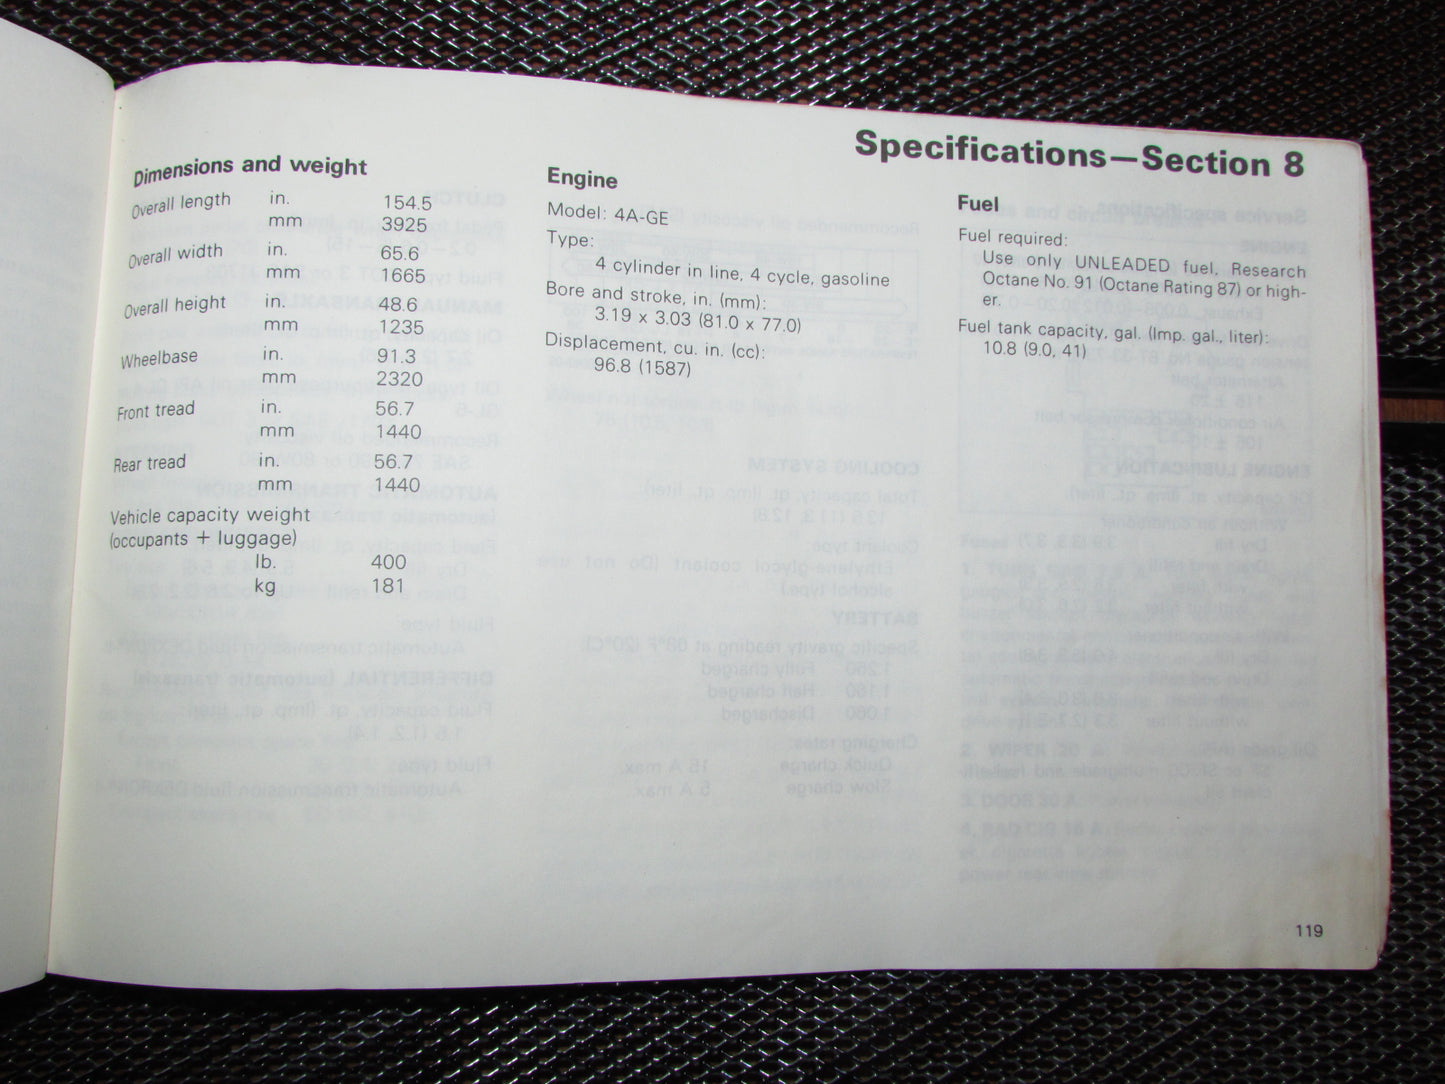 Specifications—Section 8
Dimensions and weight
Overall length in. 154.5
mm 3925
Overall width in. 65.6
mm 1665
Overall height in. 48.6
mm 1235
Wheelbase in. 91.3
mm 2320
Front tread in. 56.7
mm 1440
Rear tread in. 56.7
mm 1440
Vehicle capacity weight
(occupants + luggage)
lb. 400
kg 181
Engine
Model: 4A-GE
Type:
4 cylinder in line, 4 cycle, gasoline
Bore and stroke, in. (mm):
3.19 x 3.03 (81.0 x 77.0)
Displacement, cu. in. (cc):
96.8 (1587)
Fuel
Fuel required:
Use only UNLEADED fuel, Research
Octane No. 91 (Octane Rating 87) or high-
er.
Fuel tank capacity, gal. (Imp. gal., liter):
10.8 (9.0, 41)
119